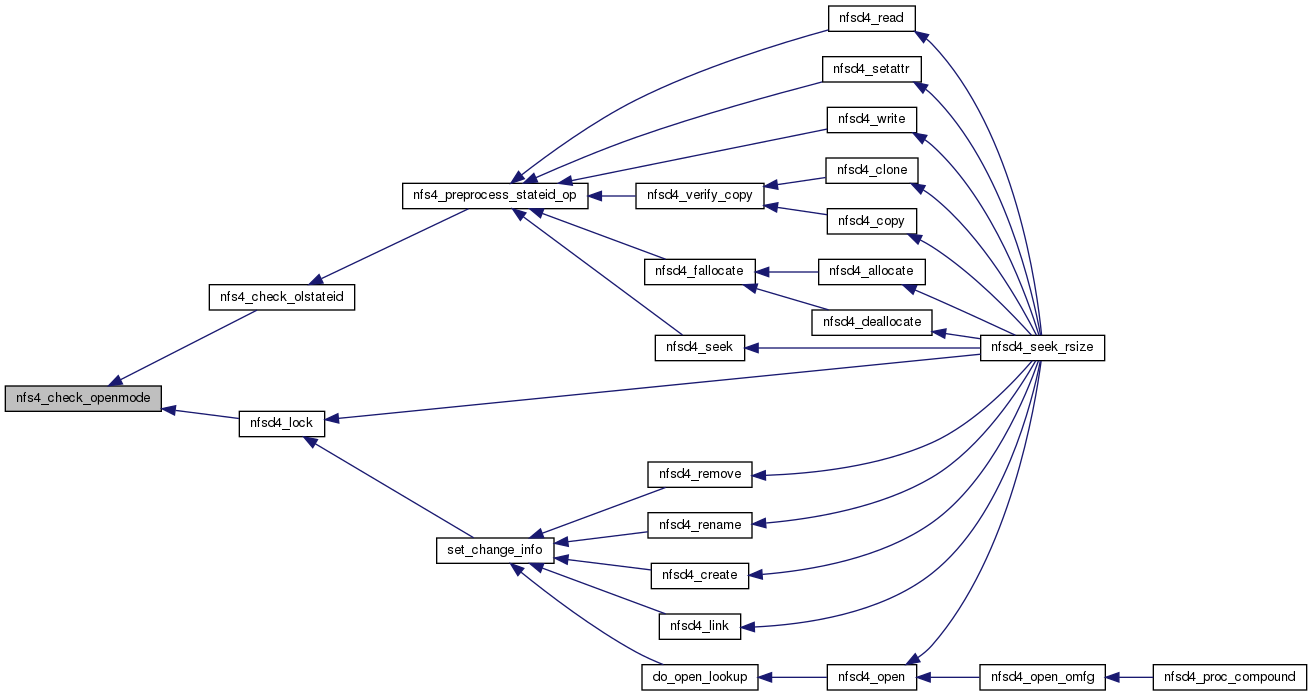 nfsd4_read
nfsd4_setattr
nfsd4_write
nfsd4_clone
nfs4_preprocess_stateid_op
nfsd4_verify_copy
nfsd4_copy
nfsd4_fallocate
nfsd4_allocate
nfs4_check_olstateid
nfsd4_deallocate
nfsd4_seek
nfsd4_seek_rsize
nfs4_check_openmode
nfsd4_lock
nfsd4_remove
nfsd4_rename
set_change_info
nfsd4_create
nfsd4_link
do_open_lookup
nfsd4_open
nfsd4_open_omfg
nfsd4_proc_compound